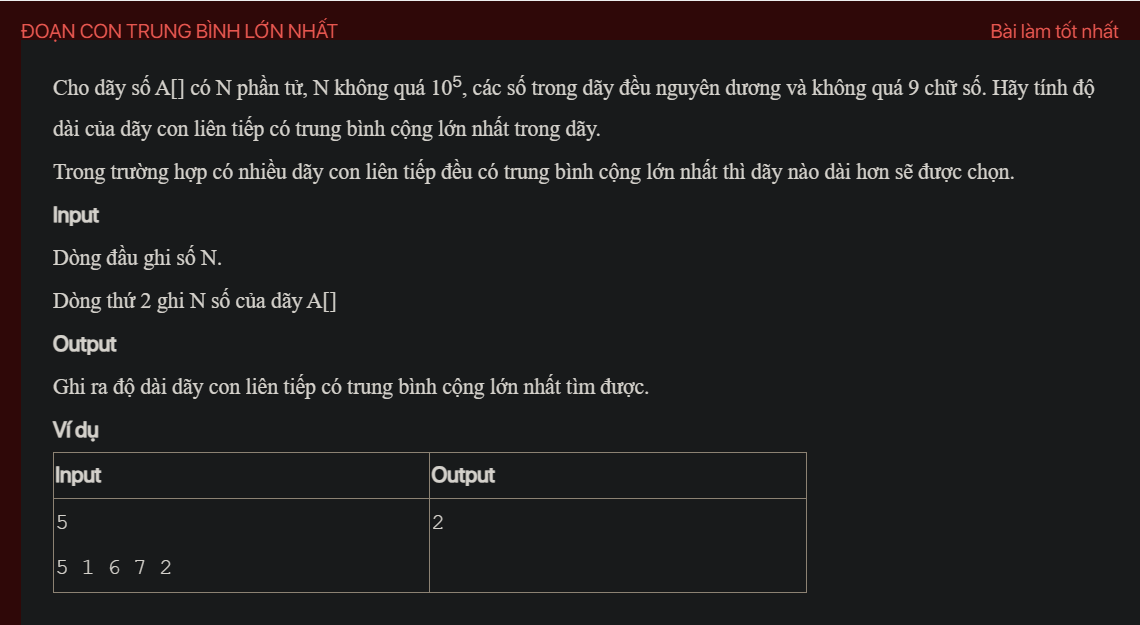 ĐOẠN CON TRUNG BÌNH LỚN NHẤT Bài làm tốt nhất
Cho dãy số A[] có N phần tử, N không quá 10⁵, các số trong dãy đều nguyên dương và không quá 9 chữ số. Hãy tính độ
dài của dãy con liên tiếp có trung bình cộng lớn nhất trong dãy.
Trong trường hợp có nhiều dãy con liên tiếp đều có trung bình cộng lớn nhất thì dãy nào dài hơn sẽ được chọn.
Input
Dòng đầu ghi số N.
Dòng thứ 2 ghi N số của dãy A[]
Output
Ghi ra độ dài dãy con liên tiếp có trung bình cộng lớn nhất tìm được.
Ví dụ
Input Output
5 2
5 1 6 7 2